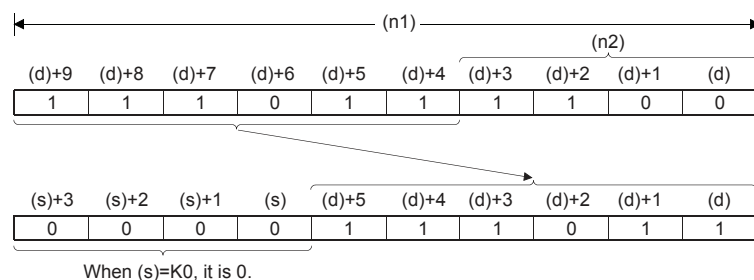 (n1)
(n2)
(d)+9 (d)+8 (d)+7 (d)+6 (d)+5 (d)+4 (d)+3 (d)+2 (d)+1 (d)
1 1 1 0 1 1 1 1 0 0
(s)+3 (s)+2 (s)+1 (s) (d)+5 (d)+4 (d)+3 (d)+2 (d)+1 (d)
0 0 0 0 1 1 1 0 1 1
When (s)=K0, it is 0.